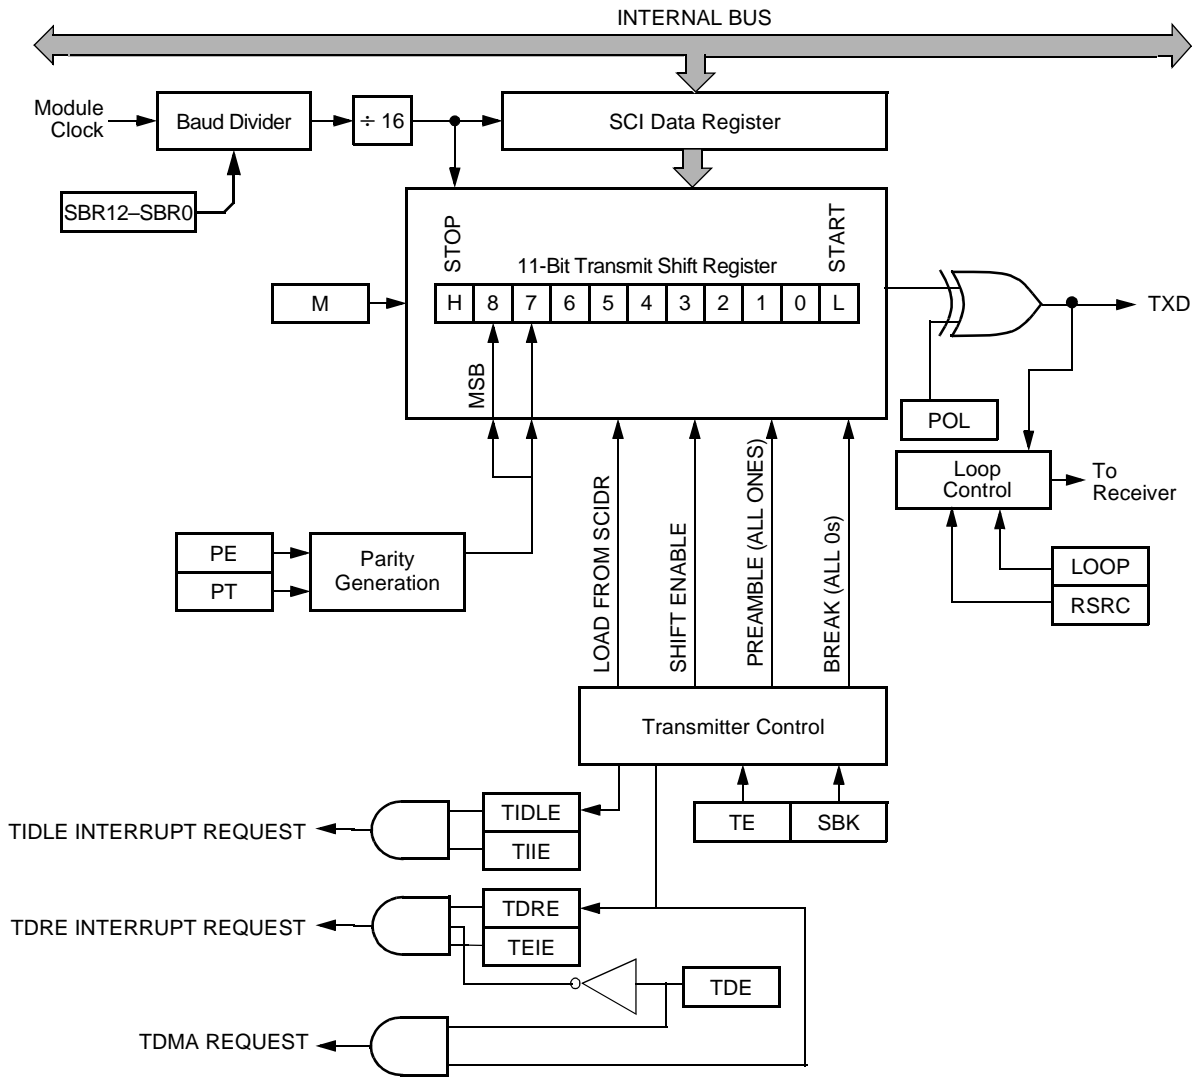 INTERNAL BUS
Module
Clock
Baud Divider
÷ 16
SCI Data Register
SBR12–SBR0
STOP
START
11-Bit Transmit Shift Register
M
H 8 7 6 5 4 3 2 1 0 L
TXD
MSB
POL
Loop
Control
To
Receiver
LOAD FROM SCIDR
SHIFT ENABLE
PREAMBLE (ALL ONES)
BREAK (ALL 0s)
PE
PT
Parity
Generation
LOOP
RSRC
Transmitter Control
TE
SBK
TIDLE INTERRUPT REQUEST
TIDLE
TIIE
TDRE INTERRUPT REQUEST
TDRE
TEIE
TDE
TDMA REQUEST